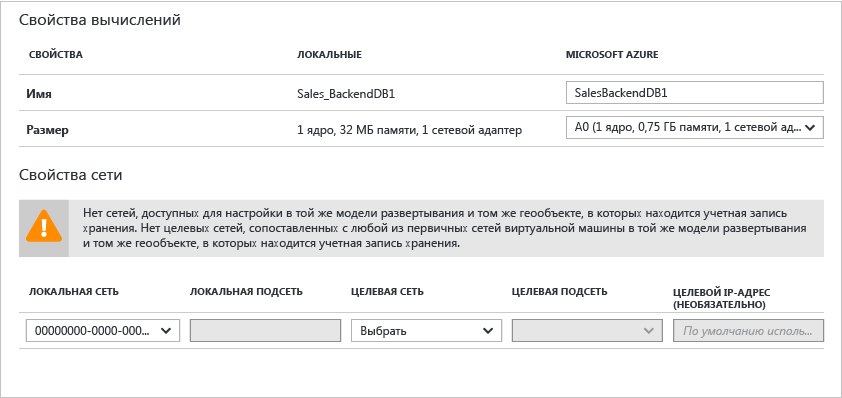 Свойства вычислений
СВОЙСТВА ЛОКАЛЬНЫЕ MICROSOFT AZURE
Имя Sales_BackendDB1 SalesBackendDB1
Размер 1 ядро, 32 МБ памяти, 1 сетевой адаптер A0 (1 ядро, 0,75 ГБ памяти, 1 сетевой ад...
Свойства сети
Нет сетей, доступных для настройки в той же модели развертывания и том же геообъекте, в которых находится учетная запись
хранения. Нет целевых сетей, сопоставленных с любой из первичных сетей виртуальной машины в той же модели развертывания
и том же геообъекте, в которых находится учетная запись хранения.
ЛОКАЛЬНАЯ СЕТЬ ЛОКАЛЬНАЯ ПОДСЕТЬ ЦЕЛЕВАЯ СЕТЬ ЦЕЛЕВАЯ ПОДСЕТЬ ЦЕЛЕВОЙ IP-АДРЕС
(НЕОБЯЗАТЕЛЬНО)
00000000-0000-000... Выбрать По умолчанию исполь...